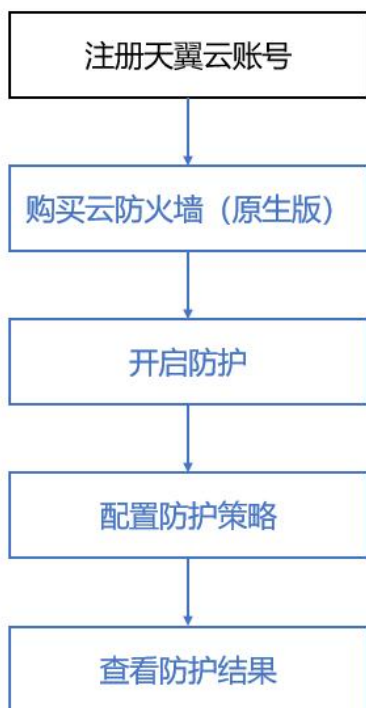 注册天翼云账号
购买云防火墙（原生版）
开启防护
配置防护策略
查看防护结果